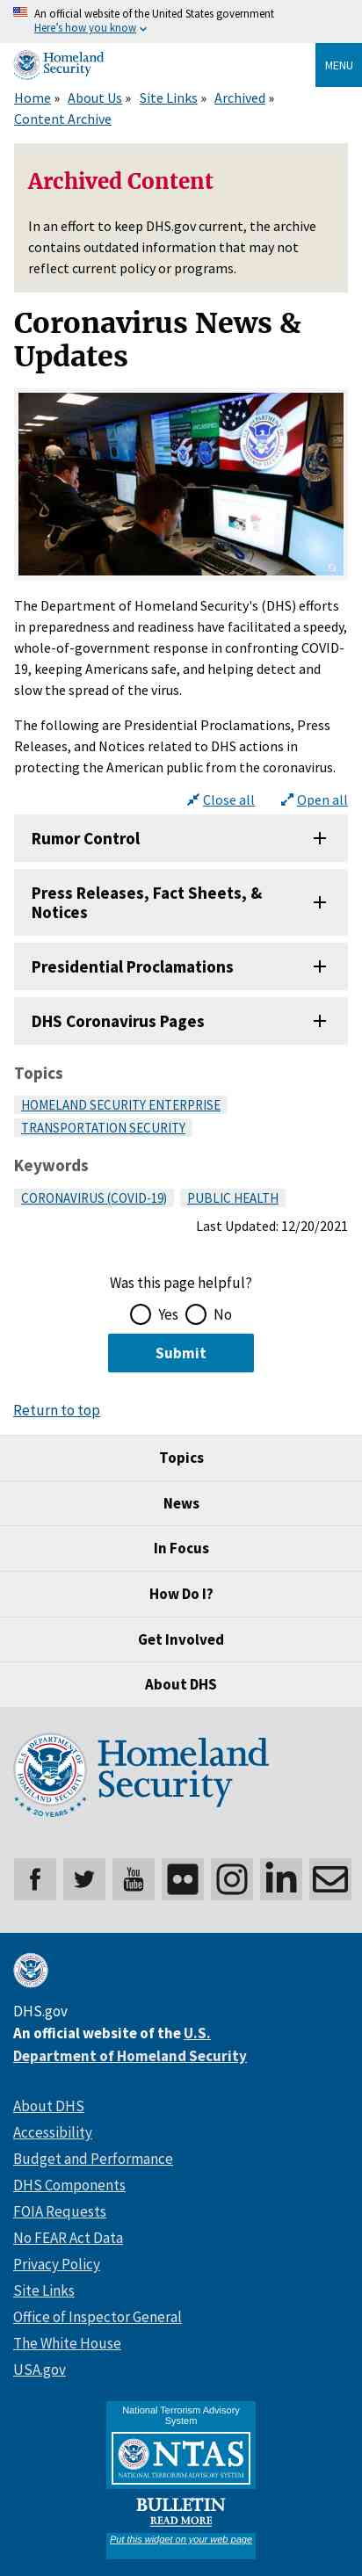 An official website of the United States government
Here's how you know
Homeland
Security
MENU
Home » About Us » Site Links » Archived »
Content Archive
Archived Content
In an effort to keep DHS.gov current, the archive
contains outdated information that may not
reflect current policy or programs.
Coronavirus News &
Updates
The Department of Homeland Security's (DHS) efforts
in preparedness and readiness have facilitated a speedy,
whole-of-government response in confronting COVID-
19, keeping Americans safe, and helping detect and
slow the spread of the virus.
The following are Presidential Proclamations, Press
Releases, and Notices related to DHS actions in
protecting the American public from the coronavirus.
Close all Open all
Rumor Control
Press Releases, Fact Sheets, &
Notices
Presidential Proclamations
DHS Coronavirus Pages
Topics
HOMELAND SECURITY ENTERPRISE
TRANSPORTATION SECURITY
Keywords
CORONAVIRUS (COVID-19) PUBLIC HEALTH
Last Updated: 12/20/2021
Was this page helpful?
Yes No
Submit
Return to top
Topics
News
In Focus
How Do I?
Get Involved
About DHS
Homeland
Security
20 YEARS
You
Tube
DHS.gov
An official website of the U.S.
Department of Homeland Security
About DHS
Accessibility
Budget and Performance
DHS Components
FOIA Requests
No FEAR Act Data
Privacy Policy
Site Links
Office of Inspector General
The White House
USA.gov
National Terrorism Advisory
System
NTAS
NATIONAL TERRORISM ADVISORY SYSTEM
BULLETIN
READ MORE
Put this widget on your web page